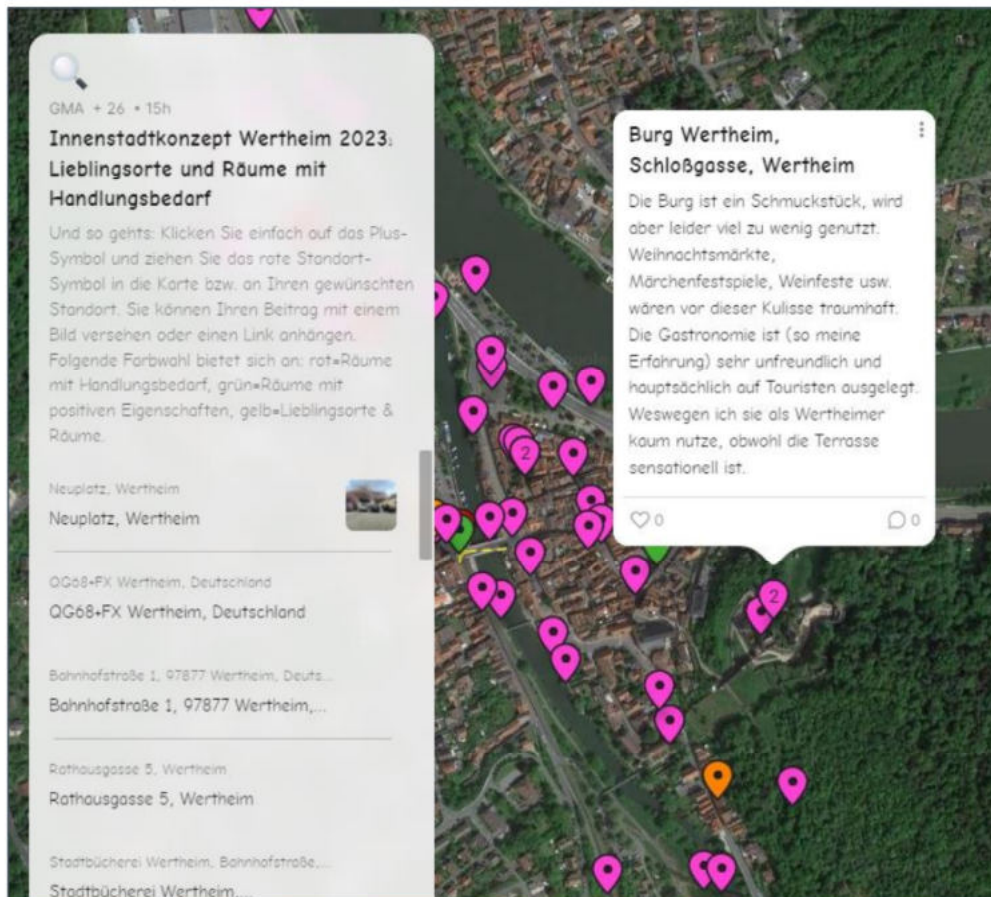 GMA + 26 • 15h
Innenstadtkonzept Wertheim 2023:
Lieblingsorte und Räume mit
Handlungsbedarf
Und so gehts: Klicken Sie einfach auf das Plus-
Symbol und ziehen Sie das rote Standort-
Symbol in die Karte bzw. an Ihren gewünschten
Standort. Sie können Ihren Beitrag mit einem
Bild versehen oder einen Link anhängen.
Folgende Farbwahl bietet sich an: rot=Räume
mit Handlungsbedarf, grün=Räume mit
positiven Eigenschaften, gelb=Lieblingsorte &
Räume.
Neuplatz, Wertheim
Neuplatz, Wertheim
QG68+FX Wertheim, Deutschland
QG68+FX Wertheim, Deutschland
Bahnhofstraße 1, 97877 Wertheim, Deuts...
Bahnhofstraße 1, 97877 Wertheim,...
Rathausgasse 5, Wertheim
Rathausgasse 5, Wertheim
Stadtbücherei Wertheim, Bahnhofstraße,...
Stadtbücherei Wertheim,...
Burg Wertheim,
Schloßgasse, Wertheim
Die Burg ist ein Schmuckstück, wird
aber leider viel zu wenig genutzt.
Weihnachtsmärkte,
Märchenfestspiele, Weinfeste usw.
wären vor dieser Kulisse traumhaft.
Die Gastronomie ist (so meine
Erfahrung) sehr unfreundlich und
hauptsächlich auf Touristen ausgelegt.
Weswegen ich sie als Wertheimer
kaum nutze, obwohl die Terrasse
sensationell ist.
0
0
2
2